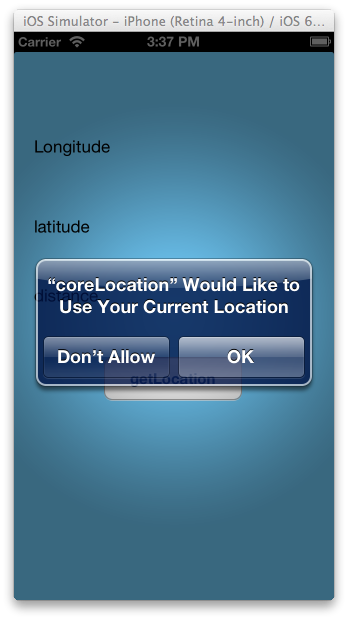 iOS Simulator - iPhone (Retina 4-inch) / iOS 6...
Carrier 3:37 PM
Longitude
latitude
distance
“coreLocation” Would Like to
Use Your Current Location
Don’t Allow OK
getLocation